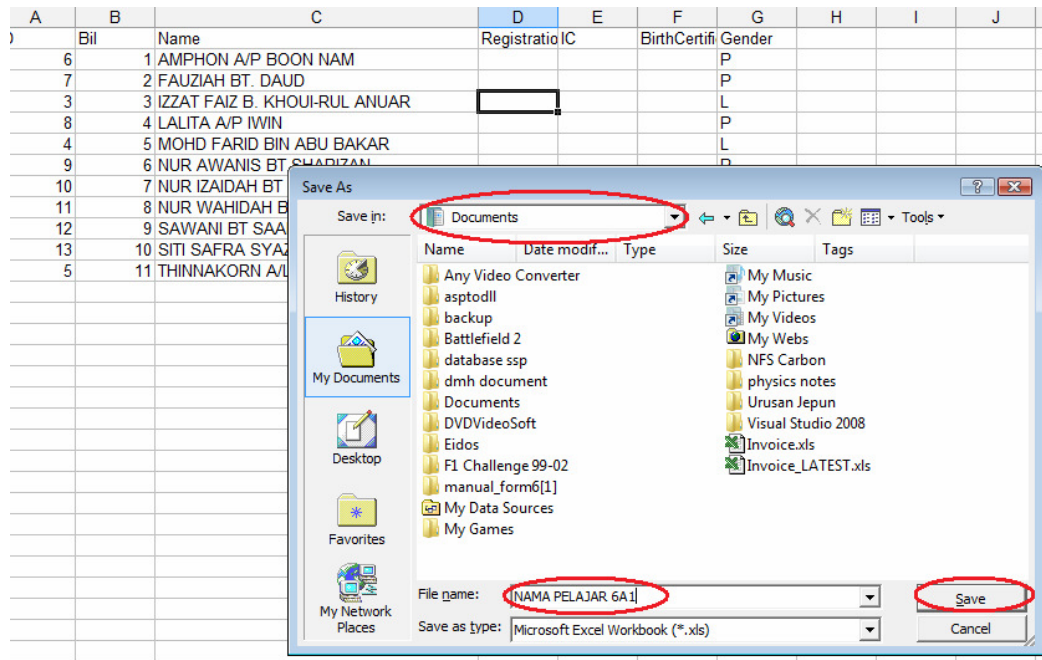 A B C D E F G H I J
Bil Name Registratio IC BirthCertifi Gender
6 1 AMPHON A/P BOON NAM P
7 2 FAUZIAH BT. DAUD P
3 3 IZZAT FAIZ B. KHOUI-RUL ANUAR L
8 4 LALITA A/P IWIN P
4 5 MOHD FARID BIN ABU BAKAR L
9 6 NUR AWANIS BT SHARIZAN P
10 7 NUR IZAIDAH BT
11 8 NUR WAHIDAH B
12 9 SAWANI BT SAA
13 10 SITI SAFRA SYAZ
5 11 THINNAKORN A/L
Save As
Save in: Documents Tools
Name Date modif... Type Size Tags
History
My Documents
Desktop
Favorites
My Network
Places
Any Video Converter
asptodll
backup
Battlefield 2
database ssp
dmh document
Documents
DVDVideoSoft
Eidos
F1 Challenge 99-02
manual_form6[1]
My Data Sources
My Games
My Music
My Pictures
My Videos
My Webs
NFS Carbon
physics notes
Urusan Jepun
Visual Studio 2008
Invoice.xls
Invoice_LATEST.xls
File name: NAMA PELAJAR 6A1 Save
Save as type: Microsoft Excel Workbook (*.xls) Cancel